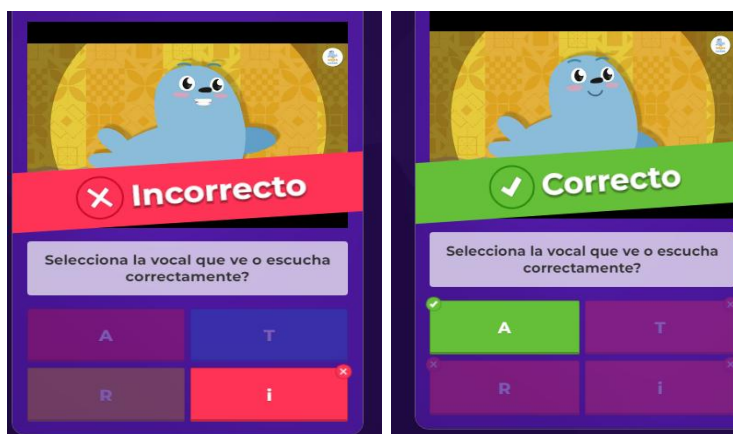 Incorrecto
Selecciona la vocal que ve o escucha
correctamente?
A
T
R
i
Correcto
Selecciona la vocal que ve o escucha
correctamente?
A
T
R
i